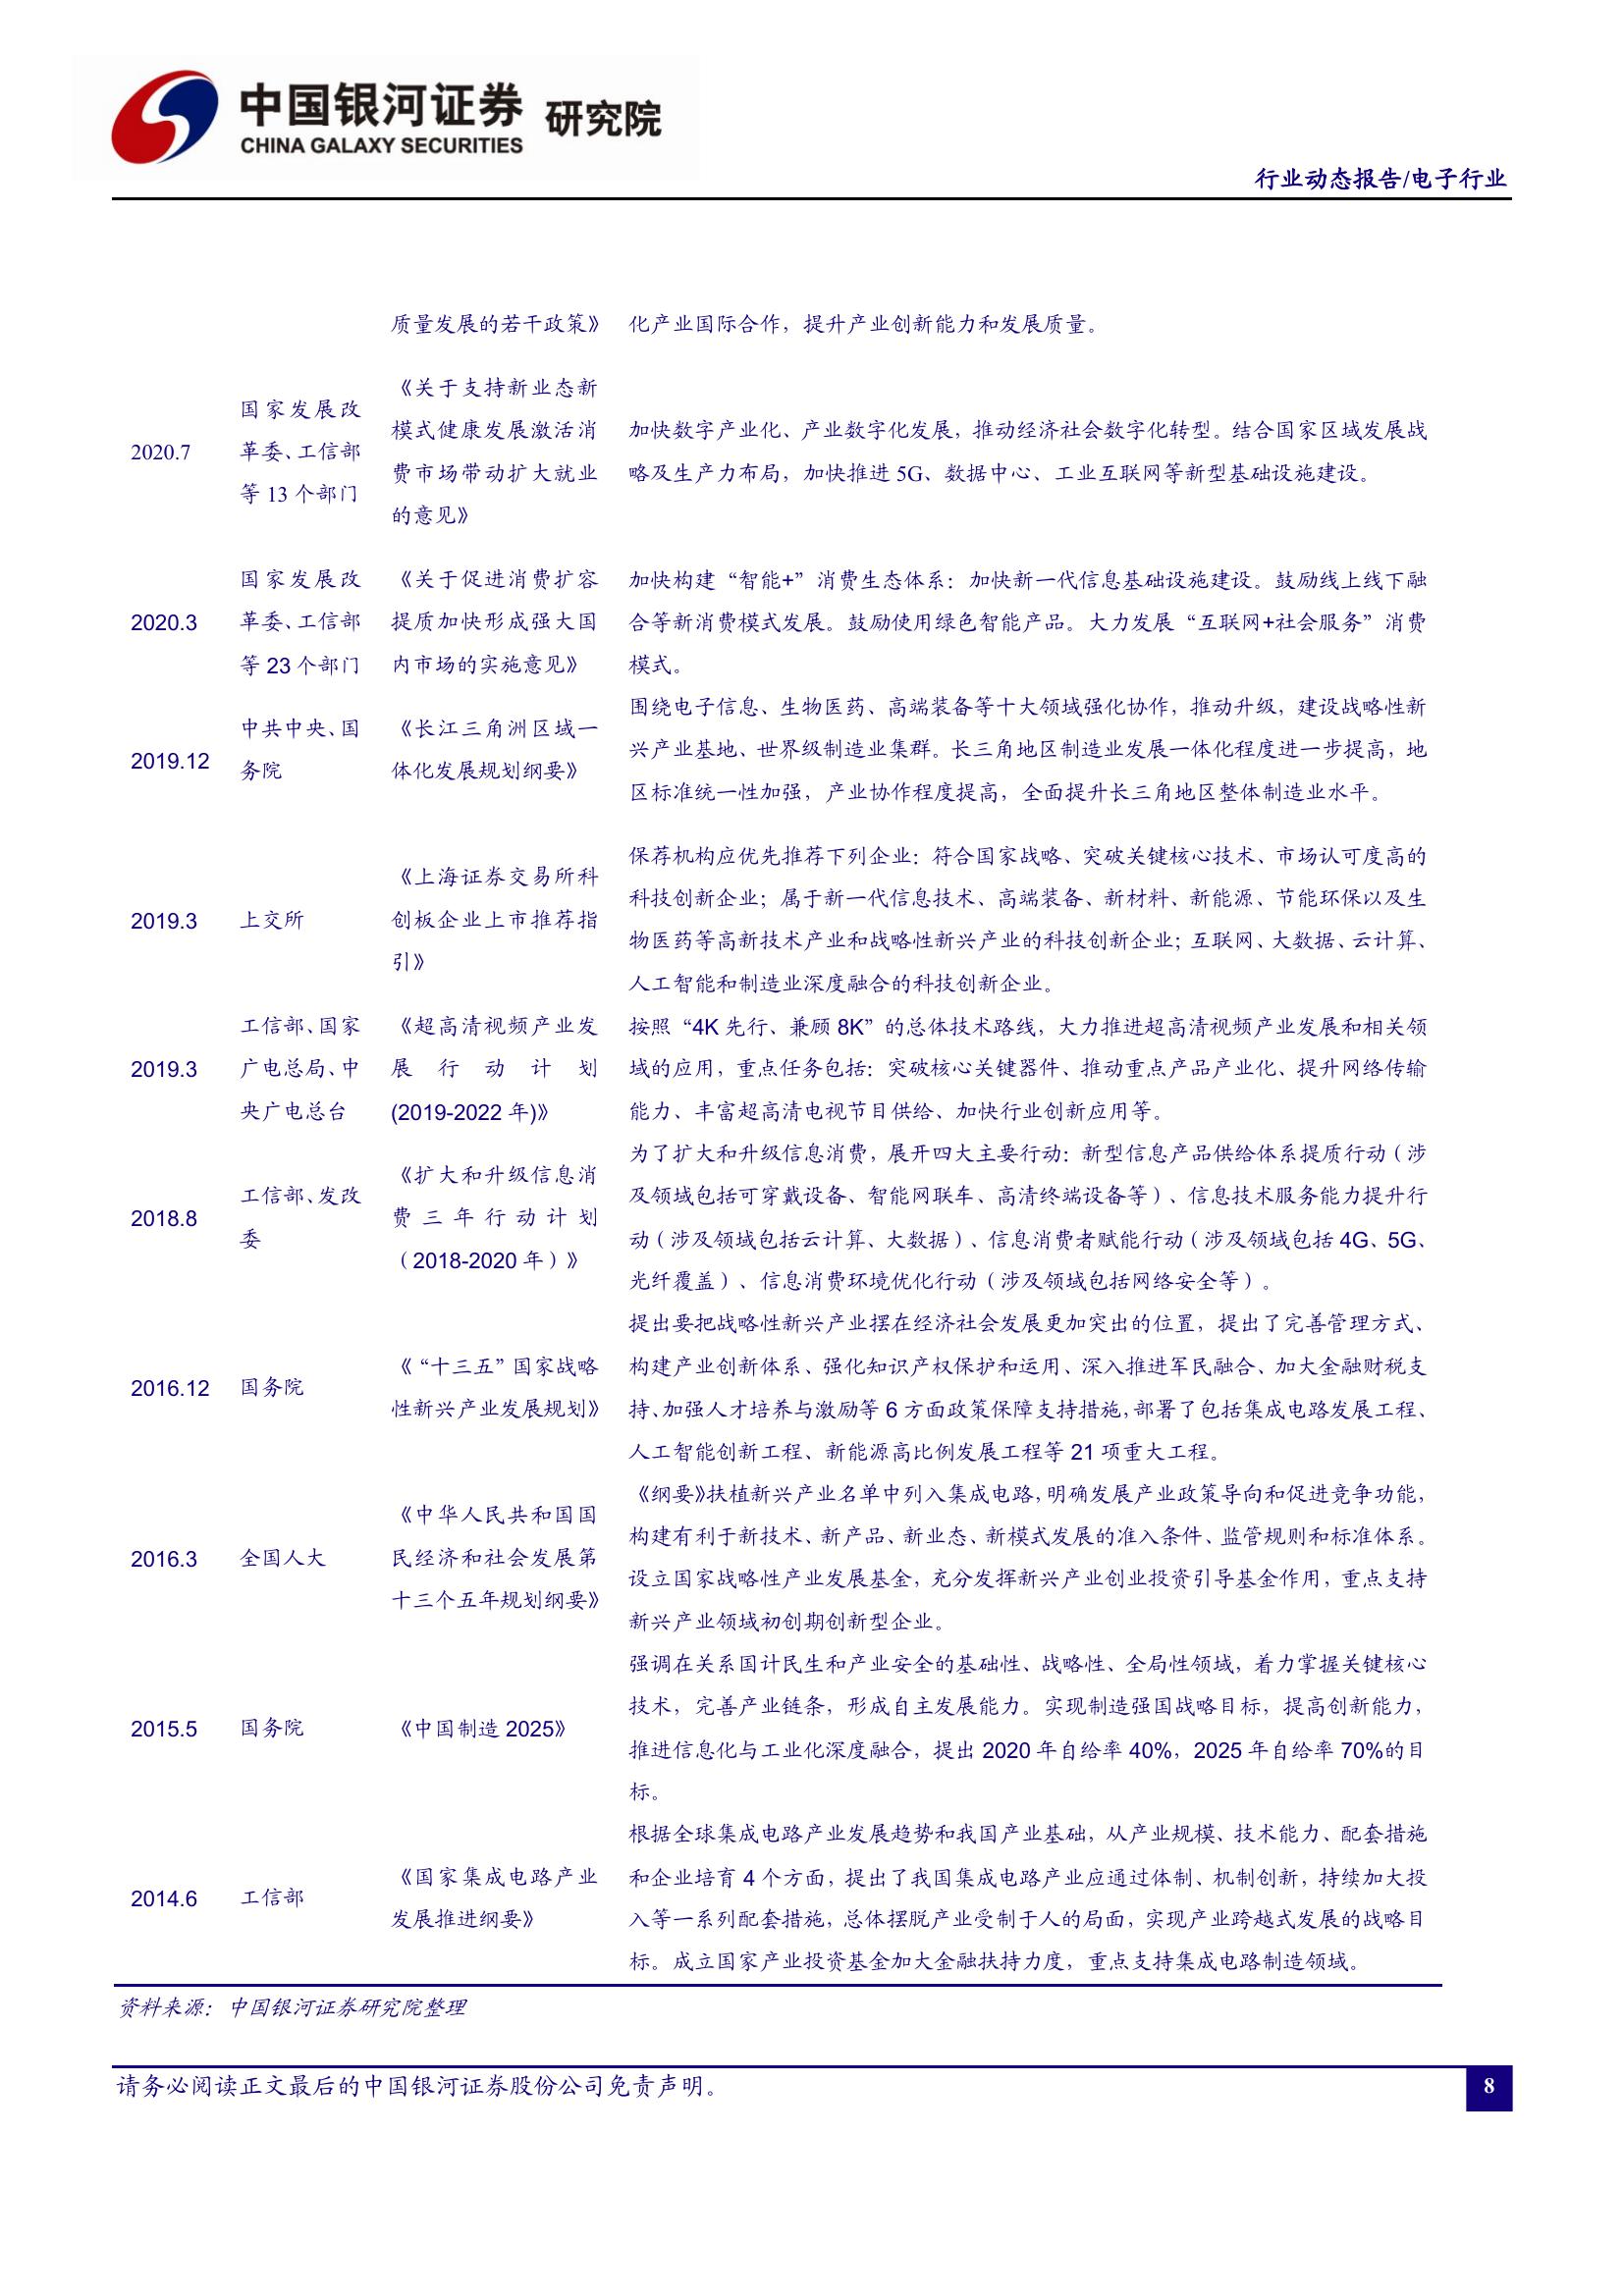 中国银河证券 研究院
CHINA GALAXY SECURITIES
行业动态报告/电子行业
质量发展的若干政策》 化产业国际合作，提升产业创新能力和发展质量。
2020.7
国家发展改
革委、工信部
等 13 个部门
《关于支持新业态新
模式健康发展激活消
费市场带动扩大就业
的意见》
加快数字产业化、产业数字化发展，推动经济社会数字化转型。结合国家区域发展战
略及生产力布局，加快推进 5G、数据中心、工业互联网等新型基础设施建设。
2020.3
国家发展改
革委、工信部
等 23 个部门
《关于促进消费扩容
提质加快形成强大国
内市场的实施意见》
加快构建“智能+”消费生态体系：加快新一代信息基础设施建设。鼓励线上线下融
合等新消费模式发展。鼓励使用绿色智能产品。大力发展“互联网+社会服务”消费
模式。
2019.12
中共中央、国
务院
《长江三角洲区域一
体化发展规划纲要》
围绕电子信息、生物医药、高端装备等十大领域强化协作，推动升级，建设战略性新
兴产业基地、世界级制造业集群。长三角地区制造业发展一体化程度进一步提高，地
区标准统一性加强，产业协作程度提高，全面提升长三角地区整体制造业水平。
2019.3
上交所
《上海证券交易所科
创板企业上市推荐指
引》
保荐机构应优先推荐下列企业：符合国家战略、突破关键核心技术、市场认可度高的
科技创新企业；属于新一代信息技术、高端装备、新材料、新能源、节能环保以及生
物医药等高新技术产业和战略性新兴产业的科技创新企业；互联网、大数据、云计算、
人工智能和制造业深度融合的科技创新企业。
2019.3
工信部、国家
广电总局、中
央广电总台
《超高清视频产业发
展行动计划
(2019-2022 年)》
按照“4K 先行、兼顾 8K”的总体技术路线，大力推进超高清视频产业发展和相关领
域的应用，重点任务包括：突破核心关键器件、推动重点产品产业化、提升网络传输
能力、丰富超高清电视节目供给、加快行业创新应用等。
2018.8
工信部、发改
委
《扩大和升级信息消
费三年行动计划
（2018-2020 年）》
为了扩大和升级信息消费，展开四大主要行动：新型信息产品供给体系提质行动（涉
及领域包括可穿戴设备、智能网联车、高清终端设备等）、信息技术服务能力提升行
动（涉及领域包括云计算、大数据）、信息消费者赋能行动（涉及领域包括 4G、5G、
光纤覆盖）、信息消费环境优化行动（涉及领域包括网络安全等）。
2016.12
国务院
《“十三五”国家战略
性新兴产业发展规划》
提出要把战略性新兴产业摆在经济社会发展更加突出的位置，提出了完善管理方式、
构建产业创新体系、强化知识产权保护和运用、深入推进军民融合、加大金融财税支
持、加强人才培养与激励等 6 方面政策保障支持措施，部署了包括集成电路发展工程、
人工智能创新工程、新能源高比例发展工程等 21 项重大工程。
2016.3
全国人大
《中华人民共和国国
民经济和社会发展第
十三个五年规划纲要》
《纲要》扶植新兴产业名单中列入集成电路，明确发展产业政策导向和促进竞争功能，
构建有利于新技术、新产品、新业态、新模式发展的准入条件、监管规则和标准体系。
设立国家战略性产业发展基金，充分发挥新兴产业创业投资引导基金作用，重点支持
新兴产业领域初创期创新型企业。
2015.5
国务院
《中国制造 2025》
强调在关系国计民生和产业安全的基础性、战略性、全局性领域，着力掌握关键核心
技术，完善产业链条，形成自主发展能力。实现制造强国战略目标，提高创新能力，
推进信息化与工业化深度融合，提出 2020 年自给率 40%，2025 年自给率 70%的目
标。
2014.6
工信部
《国家集成电路产业
发展推进纲要》
根据全球集成电路产业发展趋势和我国产业基础，从产业规模、技术能力、配套措施
和企业培育 4 个方面，提出了我国集成电路产业应通过体制、机制创新，持续加大投
入等一系列配套措施，总体摆脱产业受制于人的局面，实现产业跨越式发展的战略目
标。成立国家产业投资基金加大金融扶持力度，重点支持集成电路制造领域。
资料来源：中国银河证券研究院整理
请务必阅读正文最后的中国银河证券股份公司免责声明。
8